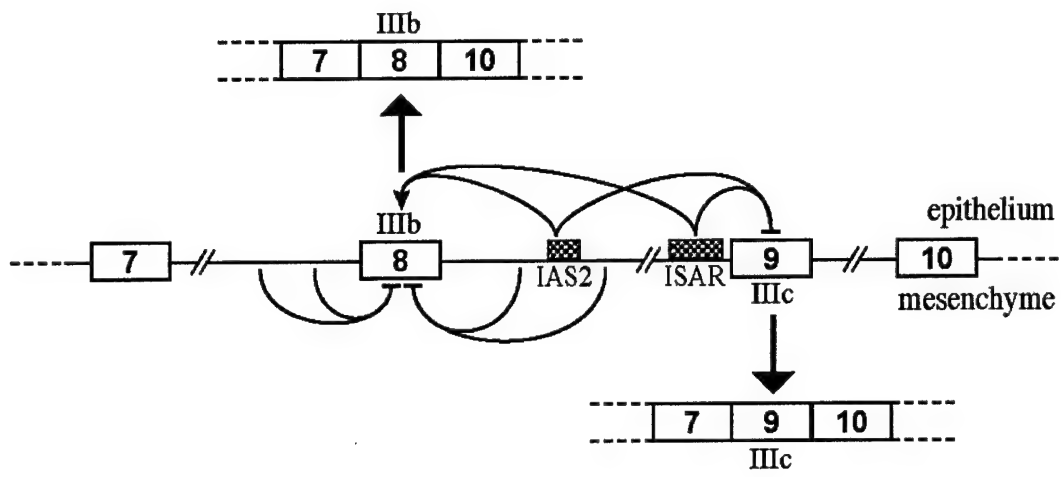 IIIb
7 8 10
epithelium
IIIb
7 8 IAS2 ISAR 9 10
IIIc
mesenchyme
7 9 10
IIIc